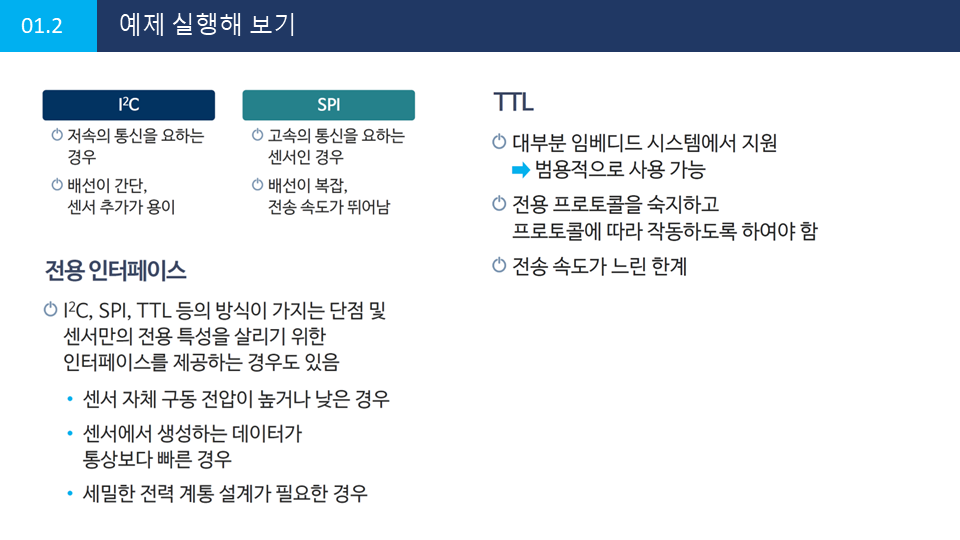 01.2
예제 실행해 보기
I²C
저속의 통신을 요하는
경우
배선이 간단,
센서 추가가 용이
SPI
고속의 통신을 요하는
센서인 경우
배선이 복잡,
전송 속도가 뛰어남
전용 인터페이스
I²C, SPI, TTL 등의 방식이 가지는 단점 및
센서만의 전용 특성을 살리기 위한
인터페이스를 제공하는 경우도 있음
• 센서 자체 구동 전압이 높거나 낮은 경우
• 센서에서 생성하는 데이터가
통상보다 빠른 경우
• 세밀한 전력 계통 설계가 필요한 경우
TTL
대부분 임베디드 시스템에서 지원
➡ 범용적으로 사용 가능
전용 프로토콜을 숙지하고
프로토콜에 따라 작동하도록 하여야 함
전송 속도가 느린 한계